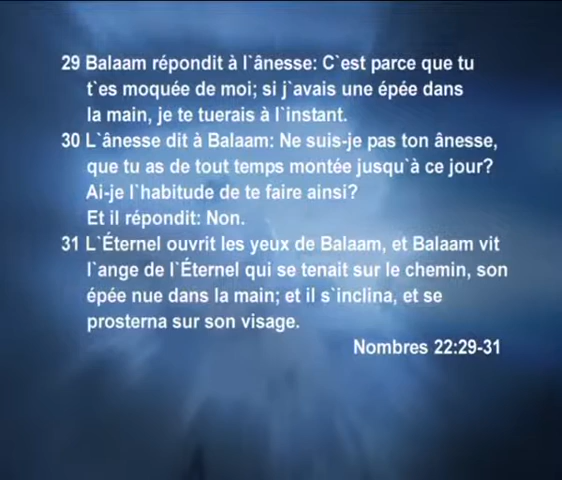 29 Balaam répondit à l`ânesse: C`est parce que tu
t`es moquée de moi; si j`avais une épée dans
la main, je te tuerais à l`instant.
30 L`ânesse dit à Balaam: Ne suis-je pas ton ânesse,
que tu as de tout temps montée jusqu`à ce jour?
Ai-je l`habitude de te faire ainsi?
Et il répondit: Non.
31 L`Éternel ouvrit les yeux de Balaam, et Balaam vit
l`ange de l`Éternel qui se tenait sur le chemin, son
épée nue dans la main; et il s`inclina, et se
prosterna sur son visage.
Nombres 22:29-31